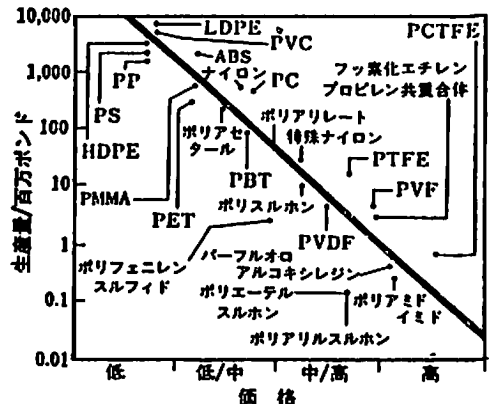 10,000
1,000
100
10
1
0.1
0.01
生産量/百万ポンド
LDPE
PVC
PCTFE
ABS
ナイロン
PC
フッ素化エチレン
プロピレン共重合体
PP
PS
HDPE
ポリアセ
タール
ポリアリレート
特殊ナイロン
PTFE
PMMA
PBT
PET
ポリスルホン
PVF
PVDF
ポリフェニレン
スルフィド
パーフルオロ
アルコキシレジン
ポリエーテル
スルホン
ポリアミド
イミド
ポリアリルスルホン
低
低/中
中/高
高
価格